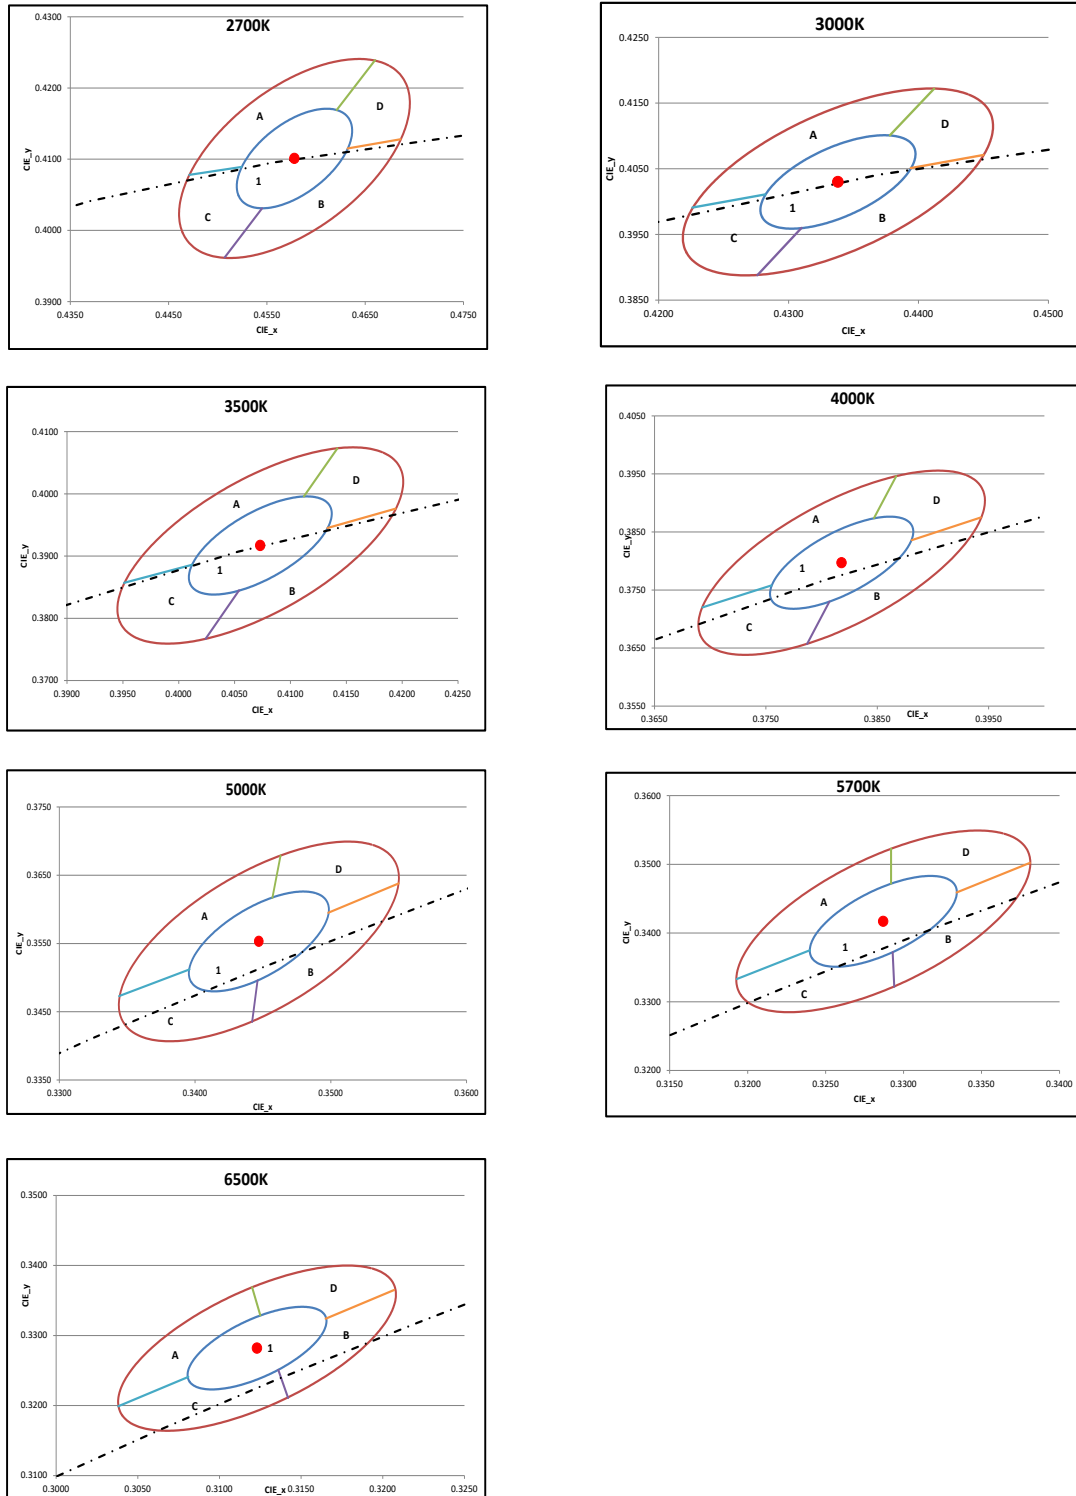 2700K
0.4300
0.4200
0.4100
0.4000
0.3900
CIE_y
A
D
1
C
B
0.4350
0.4450
0.4550
0.4650
0.4750
CIE_x
3000K
0.4250
0.4150
0.4050
0.3950
0.3850
CIE_y
A
D
1
B
C
0.4200
0.4300
0.4400
0.4500
CIE_x
3500K
0.4100
0.4000
0.3900
0.3800
0.3700
CIE_y
D
A
1
B
C
0.3900
0.3950
0.4000
0.4050
0.4100
0.4150
0.4200
0.4250
CIE_x
4000K
0.4050
0.3950
0.3850
0.3750
0.3650
0.3550
CIE_y
D
A
1
B
C
0.3650
0.3750
0.3850
0.3950
CIE_x
5000K
0.3750
0.3650
0.3550
0.3450
0.3350
CIE_y
D
A
1
B
C
0.3300
0.3400
0.3500
0.3600
CIE_x
5700K
0.3600
0.3500
0.3400
0.3300
0.3200
CIE_y
D
A
1
B
C
0.3150
0.3200
0.3250
0.3300
0.3350
0.3400
CIE_x
6500K
0.3500
0.3400
0.3300
0.3200
0.3100
CIE_y
D
B
1
A
C
0.3000
0.3050
0.3100
0.3150
0.3200
0.3250
CIE_x